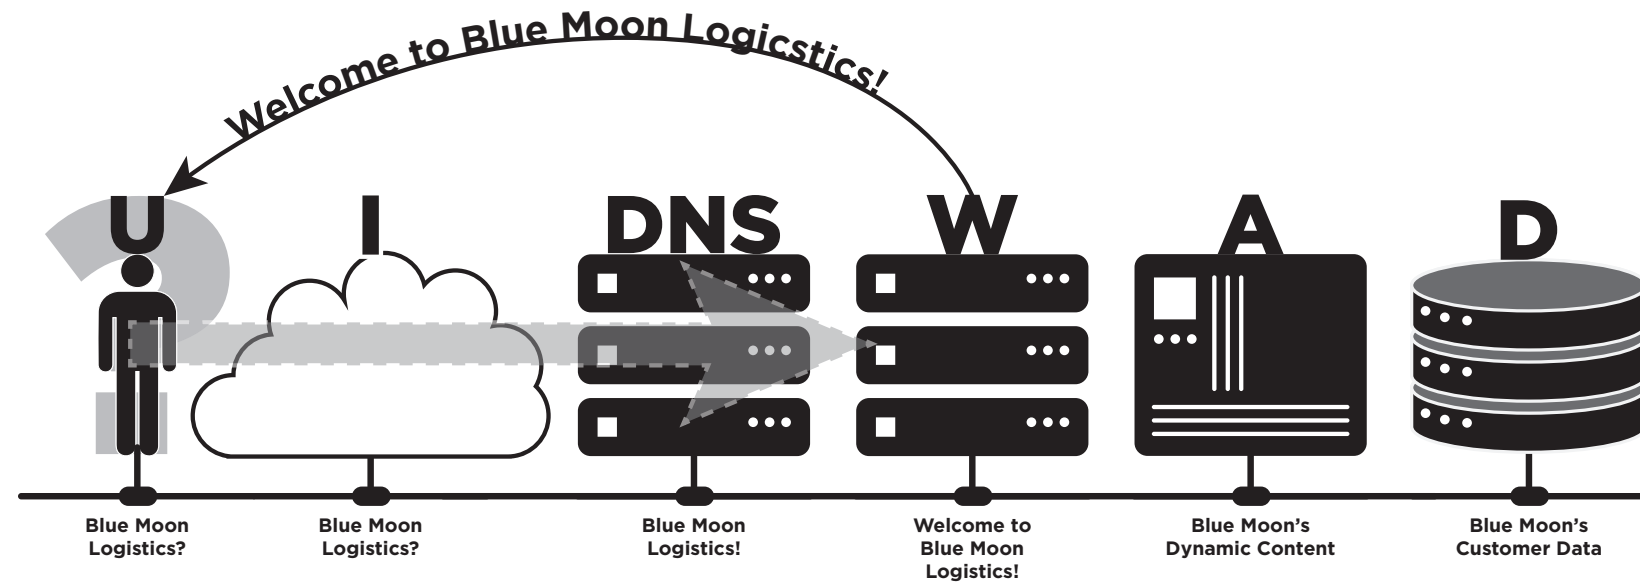 Welcome to Blue Moon Logicstics!
U
I
DNS
W
A
D
Blue Moon
Logistics?
Blue Moon
Logistics?
Blue Moon
Logistics!
Welcome to
Blue Moon
Logistics!
Blue Moon’s
Dynamic Content
Blue Moon’s
Customer Data